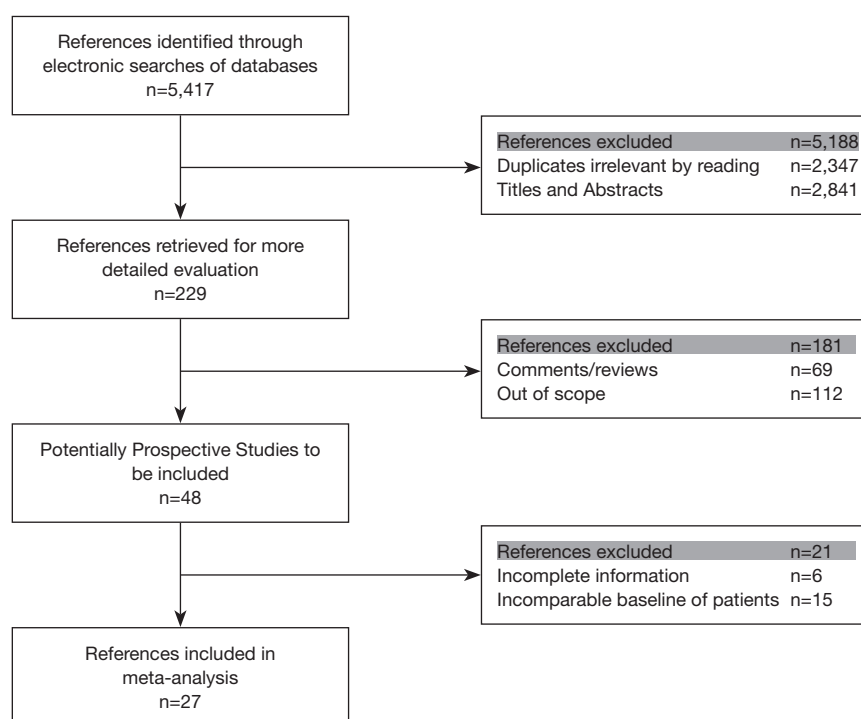 References identified through
electronic searches of databases
n=5,417
References excluded n=5,188
Duplicates irrelevant by reading n=2,347
Titles and Abstracts n=2,841
References retrieved for more
detailed evaluation
n=229
References excluded n=181
Comments/reviews n=69
Out of scope n=112
Potentially Prospective Studies to
be included
n=48
References excluded n=21
Incomplete information n=6
Incomparable baseline of patients n=15
References included in
meta-analysis
n=27